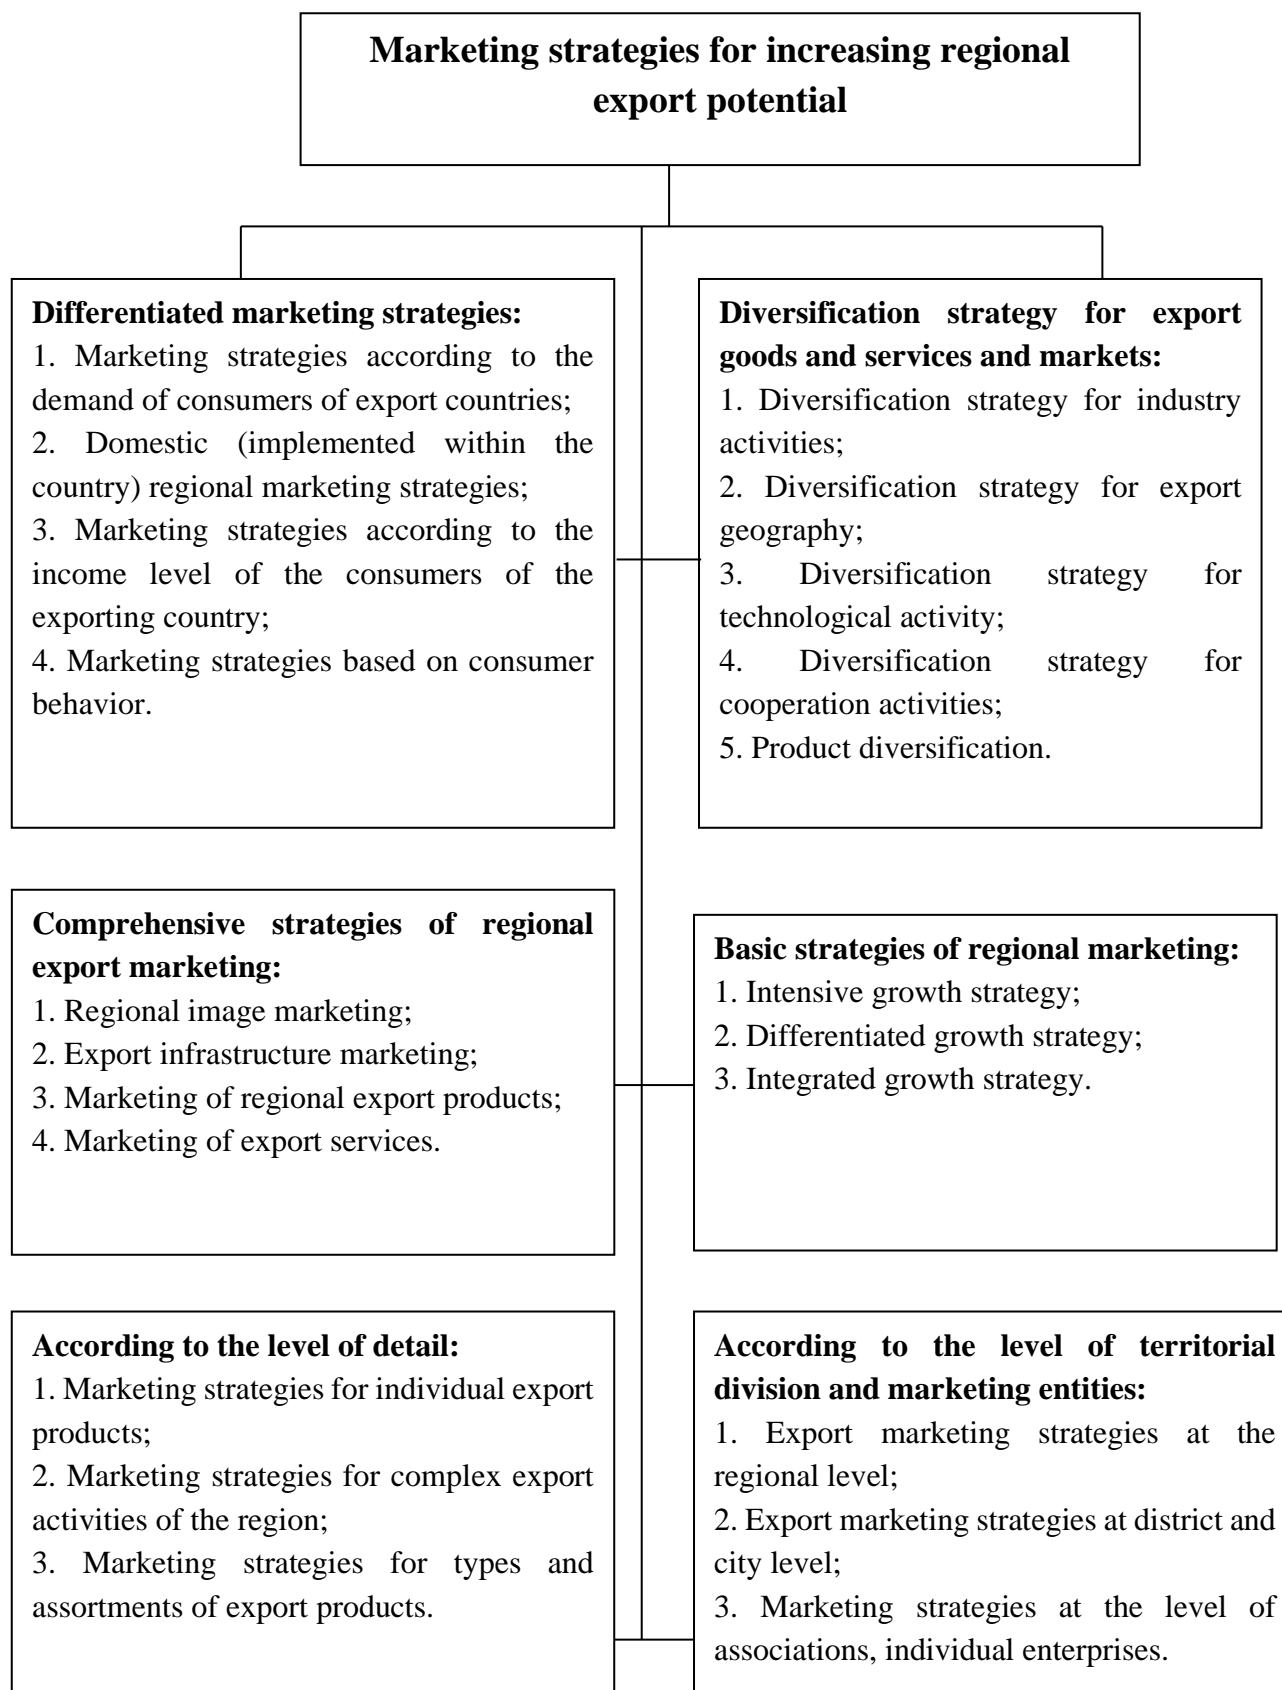 Marketing strategies for increasing regional
export potential
Differentiated marketing strategies:
1. Marketing strategies according to the
demand of consumers of export countries;
2. Domestic (implemented within the
country) regional marketing strategies;
3. Marketing strategies according to the
income level of the consumers of the
exporting country;
4. Marketing strategies based on consumer
behavior.
Diversification strategy for export
goods and services and markets:
1. Diversification strategy for industry
activities;
2. Diversification strategy for export
geography;
3. Diversification strategy for
technological activity;
4. Diversification strategy for
cooperation activities;
5. Product diversification.
Comprehensive strategies of regional
export marketing:
1. Regional image marketing;
2. Export infrastructure marketing;
3. Marketing of regional export products;
4. Marketing of export services.
Basic strategies of regional marketing:
1. Intensive growth strategy;
2. Differentiated growth strategy;
3. Integrated growth strategy.
According to the level of detail:
1. Marketing strategies for individual export
products;
2. Marketing strategies for complex export
activities of the region;
3. Marketing strategies for types and
assortments of export products.
According to the level of territorial
division and marketing entities:
1. Export marketing strategies at the
regional level;
2. Export marketing strategies at district and
city level;
3. Marketing strategies at the level of
associations, individual enterprises.